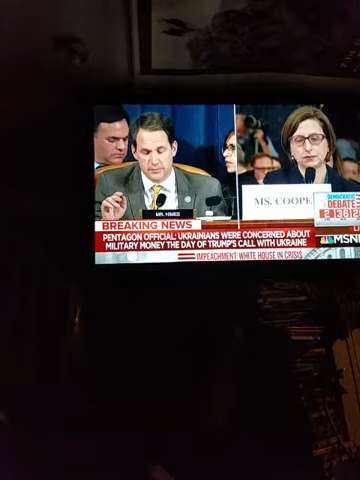 MR. HIMES
MS. COOPE
BREAKING NEWS
PENTAGON OFFICIAL: UKRAINIANS WERE CONCERNED ABOUT
MILITARY MONEY THE DAY OF TRUMP'S CALL WITH UKRAINE
IMPEACHMENT: WHITE HOUSE IN CRISIS
DEMOCRATIC
DEBATE
MSN